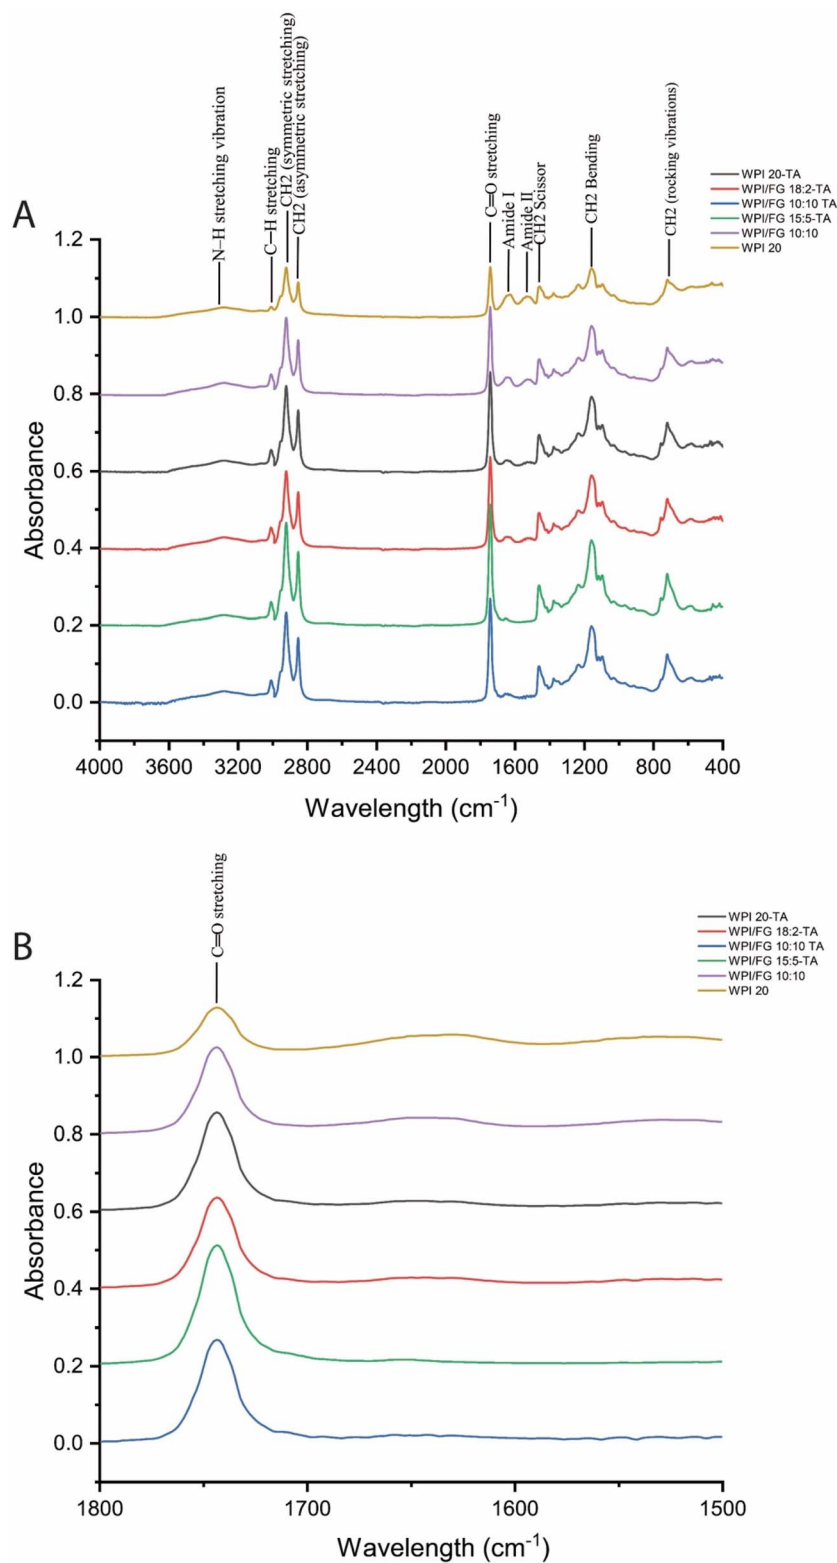 A
N–H stretching vibration
C–H stretching
CH2 (symmetric stretching)
CH2 (asymmetric stretching)
C=O stretching
Amide I
Amide II
CH2 Scissor
CH2 Bending
CH2 (rocking vibrations)
WPI 20-TA
WPI/FG 18:2-TA
WPI/FG 10:10 TA
WPI/FG 15:5-TA
WPI/FG 10:10
WPI 20
1.2
1.0
0.8
0.6
0.4
0.2
0.0
Absorbance
4000 3600 3200 2800 2400 2000 1600 1200 800 400
Wavelength (cm-1)
B
C=O stretching
WPI 20-TA
WPI/FG 18:2-TA
WPI/FG 10:10 TA
WPI/FG 15:5-TA
WPI/FG 10:10
WPI 20
1.2
1.0
0.8
0.6
0.4
0.2
0.0
Absorbance
1800 1700 1600 1500
Wavelength (cm-1)